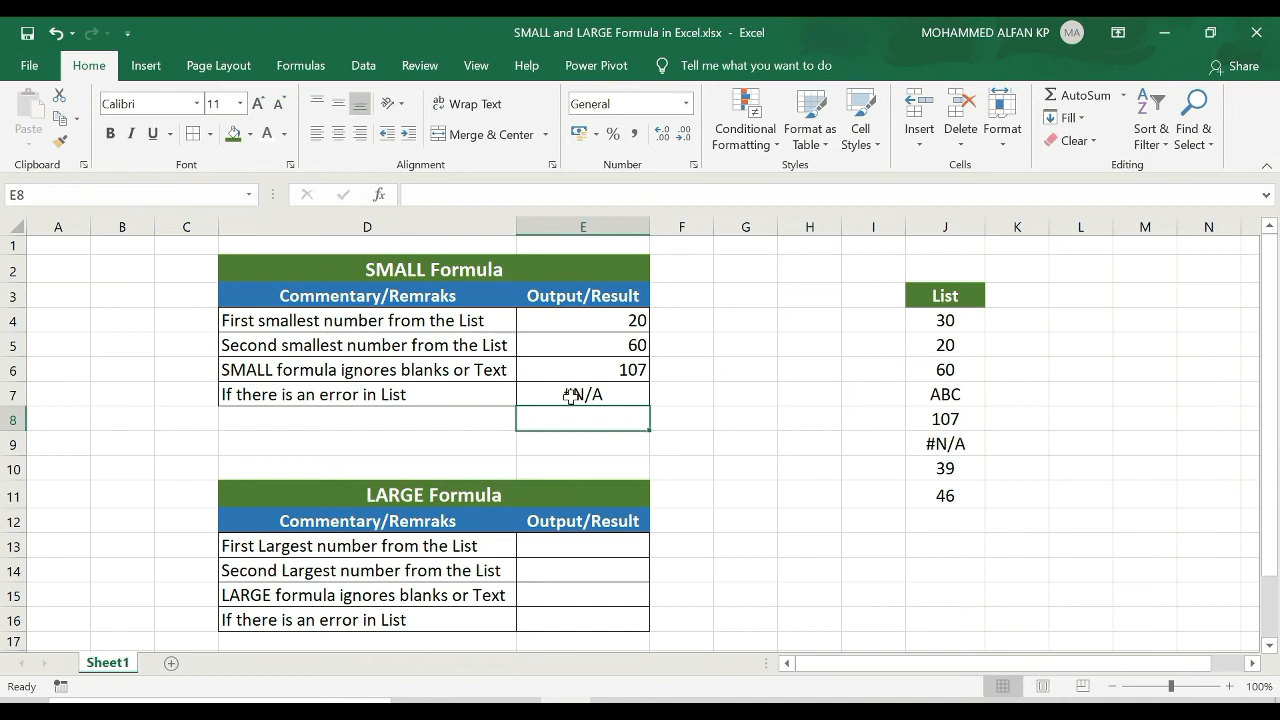 SMALL and LARGE Formula in Excel.xlsx - Excel
MOHAMMED ALFAN KP
MA
File Home Insert Page Layout Formulas Data Review View Help Power Pivot Tell me what you want to do Share
Paste
Calibri 11
B I U
Wrap Text
Merge & Center
General
Conditional Formatting
Format as Table
Cell Styles
Insert Delete Format
AutoSum
Fill
Clear
Sort & Filter
Find & Select
Clipboard Font Alignment Number Styles Cells Editing
E8
fx
A B C D E F G H I J K L M N
1
2 SMALL Formula
3 Commentary/Remraks Output/Result List
4 First smallest number from the List 20 30
5 Second smallest number from the List 60 20
6 SMALL formula ignores blanks or Text 107 60
7 If there is an error in List #N/A ABC
8 107
9 #N/A
10 39
11 LARGE Formula 46
12 Commentary/Remraks Output/Result
13 First Largest number from the List
14 Second Largest number from the List
15 LARGE formula ignores blanks or Text
16 If there is an error in List
17
Sheet1
Ready
100%